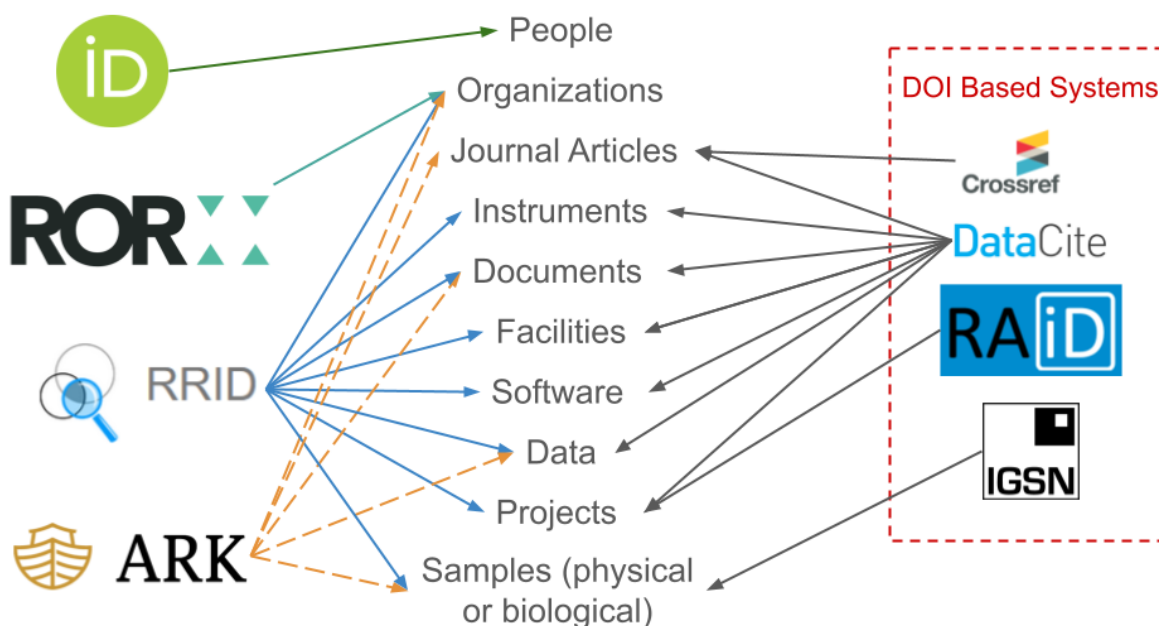 iD
People
Organizations
DOI Based Systems
Journal Articles
Crossref
ROR
Instruments
DataCite
Documents
RAiD
Facilities
RRID
Software
Data
IGSN
Projects
ARK
Samples (physical
or biological)